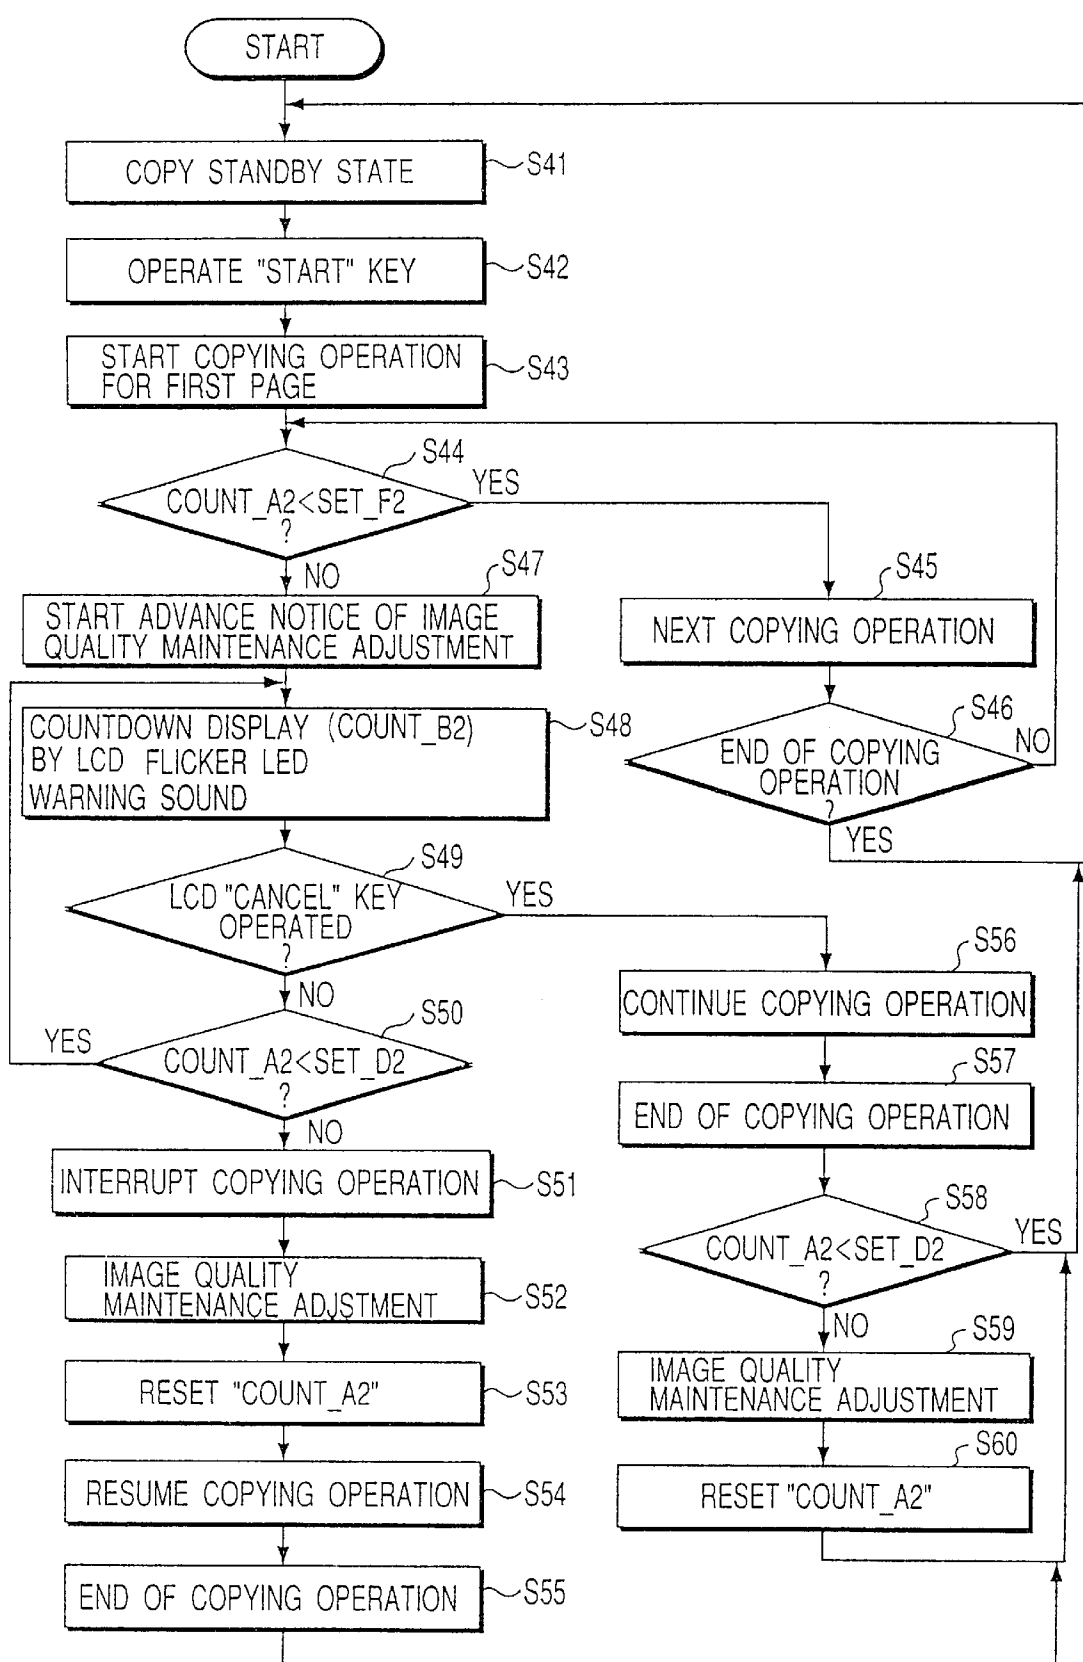 START
COPY STANDBY STATE
S41
OPERATE "START" KEY
S42
START COPYING OPERATION
FOR FIRST PAGE
S43
S44
COUNT_A2<SET_F2
?
YES
NO
S47
START ADVANCE NOTICE OF IMAGE
QUALITY MAINTENANCE ADJUSTMENT
S45
NEXT COPYING OPERATION
S46
END OF COPYING
OPERATION
?
NO
YES
COUNTDOWN DISPLAY (COUNT_B2)
BY LCD FLICKER LED
WARNING SOUND
S48
S49
LCD "CANCEL" KEY
OPERATED
?
YES
NO
S50
COUNT_A2<SET_D2
?
YES
NO
INTERRUPT COPYING OPERATION
S51
IMAGE QUALITY
MAINTENANCE ADJSTMENT
S52
RESET "COUNT_A2"
S53
RESUME COPYING OPERATION
S54
END OF COPYING OPERATION
S55
S56
CONTINUE COPYING OPERATION
S57
END OF COPYING OPERATION
S58
COUNT_A2<SET_D2
?
YES
NO
S59
IMAGE QUALITY
MAINTENANCE ADJUSTMENT
S60
RESET "COUNT_A2"